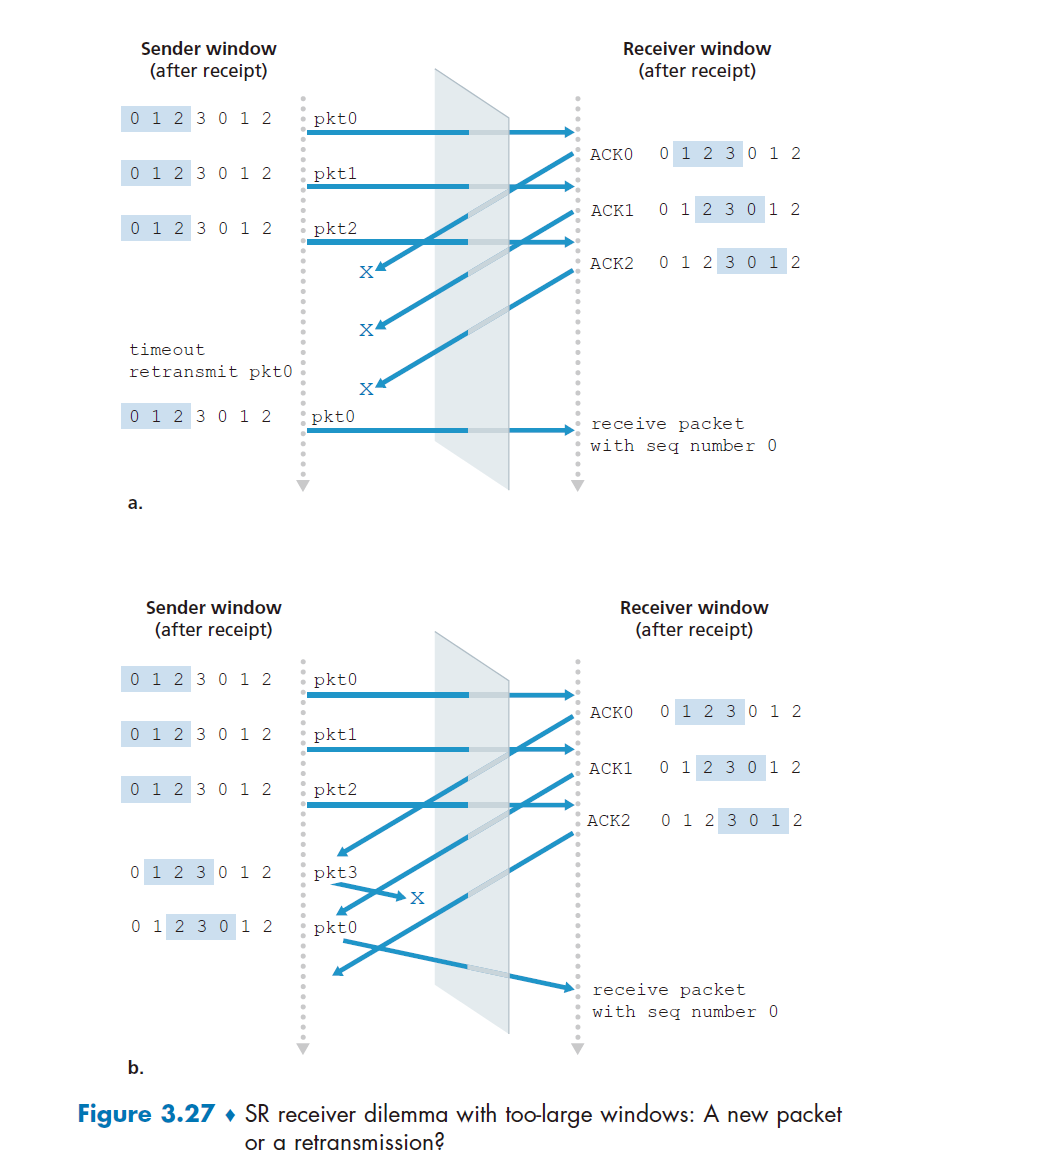 Sender window
(after receipt)
Receiver window
(after receipt)
0 1 2 3 0 1 2
pkt0
ACK0 0 1 2 3 0 1 2
0 1 2 3 0 1 2
pkt1
ACK1 0 1 2 3 0 1 2
0 1 2 3 0 1 2
pkt2
ACK2 0 1 2 3 0 1 2
X
X
timeout
retransmit pkt0
X
0 1 2 3 0 1 2
pkt0
receive packet
with seq number 0
a.
Sender window
(after receipt)
Receiver window
(after receipt)
0 1 2 3 0 1 2
pkt0
ACK0 0 1 2 3 0 1 2
0 1 2 3 0 1 2
pkt1
ACK1 0 1 2 3 0 1 2
0 1 2 3 0 1 2
pkt2
ACK2 0 1 2 3 0 1 2
0 1 2 3 0 1 2
pkt3
X
0 1 2 3 0 1 2
pkt0
receive packet
with seq number 0
b.
Figure 3.27 ♦ SR receiver dilemma with too-large windows: A new packet
or a retransmission?